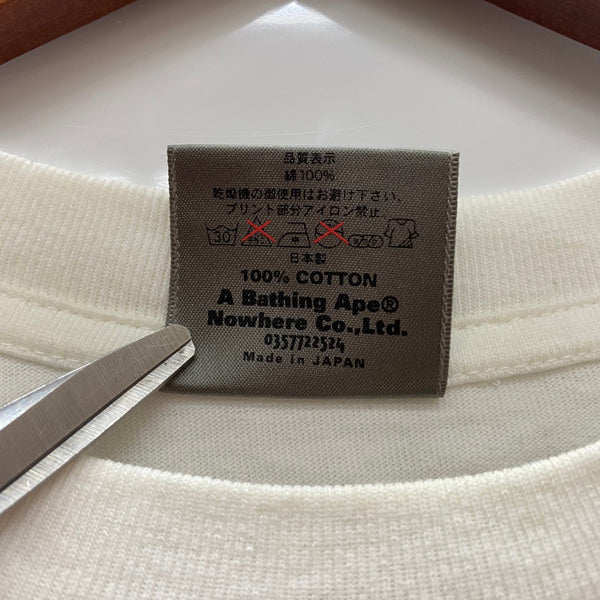 品質表示
綿100%
乾燥機の御使用はお避け下さい。
プリント部分アイロン禁止。
30
日本製
100% COTTON
A Bathing Ape®
Nowhere Co.,Ltd.
0357722524
Made in JAPAN